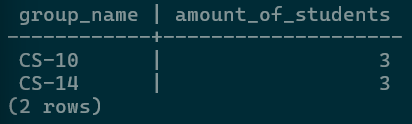 group_name | amount_of_students
------------+--------------------
CS-10      |                  3
CS-14      |                  3
(2 rows)